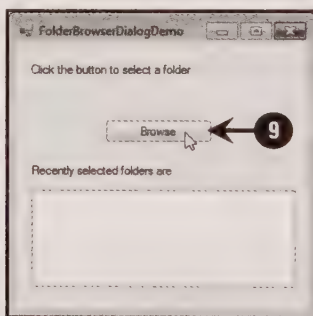 FolderBrowserDialogDemo
Click the button to select a folder
Browse
9
Recently selected folders are